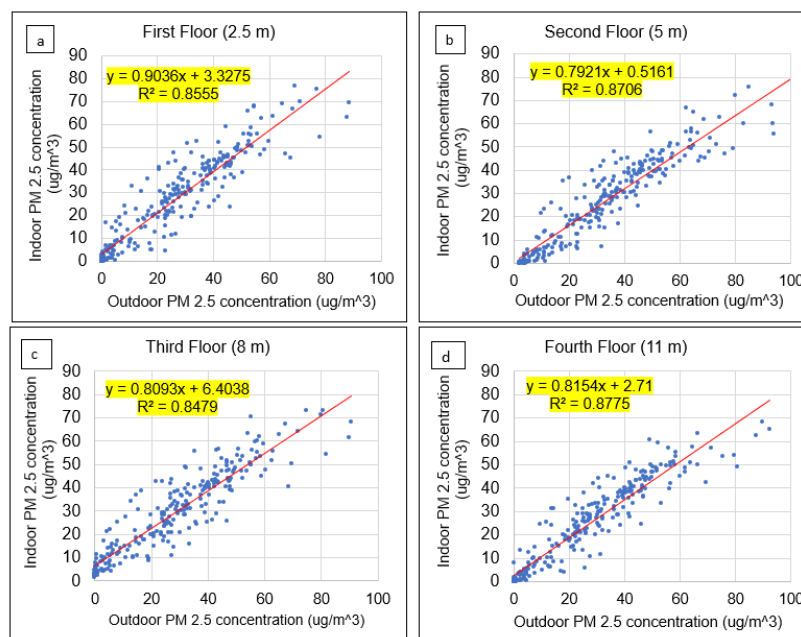 a
First Floor (2.5 m)
y = 0.9036x + 3.3275
R² = 0.8555
Indoor PM 2.5 concentration
(ug/m^3)
90
80
70
60
50
40
30
20
10
0
0 20 40 60 80 100
Outdoor PM 2.5 concentration (ug/m^3)
b
Second Floor (5 m)
y = 0.7921x + 0.5161
R² = 0.8706
Indoor PM 2.5 concentration
(ug/m^3)
90
80
70
60
50
40
30
20
10
0
0 20 40 60 80 100
Outdoor PM 2.5 concentration (ug/m^3)
c
Third Floor (8 m)
y = 0.8093x + 6.4038
R² = 0.8479
Indoor PM 2.5 concentration
(ug/m^3)
90
80
70
60
50
40
30
20
10
0
0 20 40 60 80 100
Outdoor PM 2.5 concentration (ug/m^3)
d
Fourth Floor (11 m)
y = 0.8154x + 2.71
R² = 0.8775
Indoor PM 2.5 concentration
(ug/m^3)
90
80
70
60
50
40
30
20
10
0
0 20 40 60 80 100
Outdoor PM 2.5 concentration (ug/m^3)